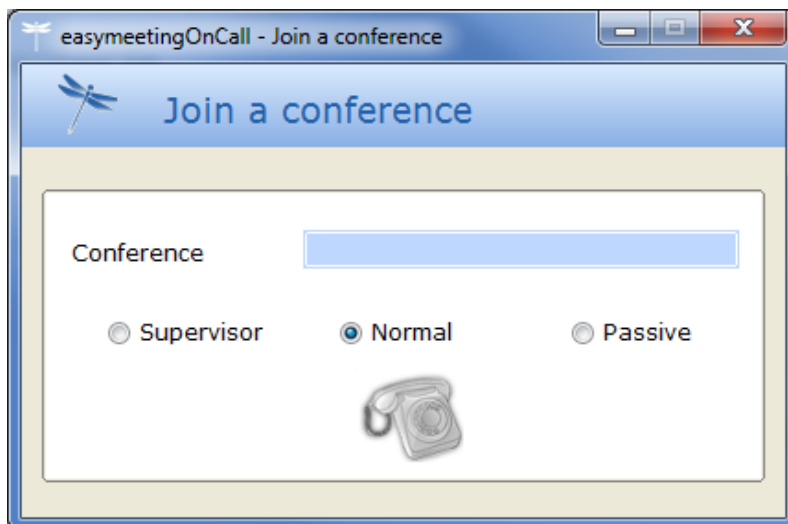 easymeetingOnCall - Join a conference
Join a conference
Conference
Supervisor Normal Passive